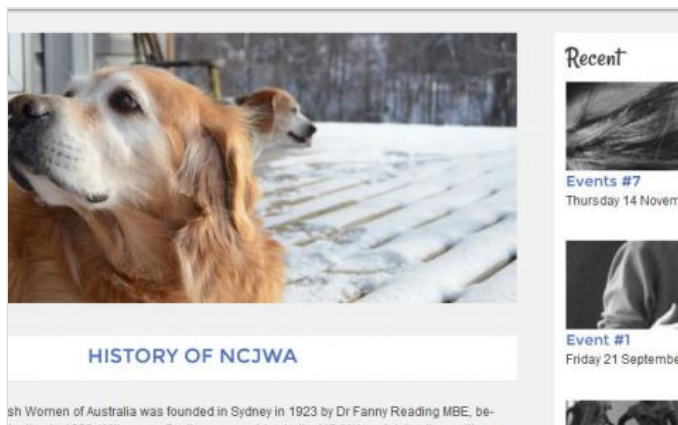 HISTORY OF NCJWA
sh Women of Australia was founded in Sydney in 1923 by Dr Fanny Reading MBE, be-
Recent
Events #7
Thursday 14 Novem
Event #1
Friday 21 Septembe